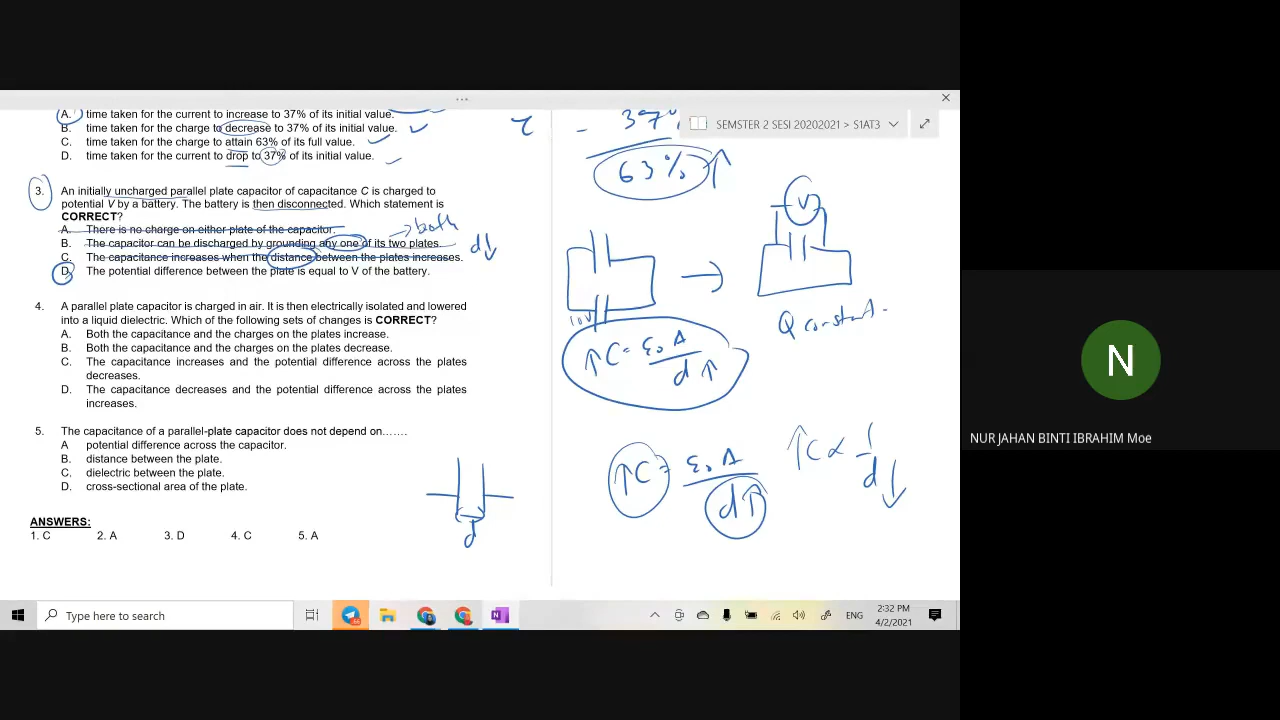 A. time taken for the current to increase to 37% of its initial value.
B. time taken for the charge to decrease to 37% of its initial value.
C. time taken for the charge to attain 63% of its full value.
D. time taken for the current to drop to 37% of its initial value.
3. An initially uncharged parallel plate capacitor of capacitance C is charged to
potential V by a battery. The battery is then disconnected. Which statement is
CORRECT?
A. There is no charge on either plate of the capacitor.
B. The capacitor can be discharged by grounding any one of its two plates.
C. The capacitance increases when the distance between the plates increases.
D. The potential difference between the plate is equal to V of the battery.
→ both
d↓
4. A parallel plate capacitor is charged in air. It is then electrically isolated and lowered
into a liquid dielectric. Which of the following sets of changes is CORRECT?
A. Both the capacitance and the charges on the plates increase.
B. Both the capacitance and the charges on the plates decrease.
C. The capacitance increases and the potential difference across the plates
decreases.
D. The capacitance decreases and the potential difference across the plates
increases.
5. The capacitance of a parallel-plate capacitor does not depend on…….
A potential difference across the capacitor.
B. distance between the plate.
C. dielectric between the plate.
D. cross-sectional area of the plate.
d
ANSWERS:
1. C 2. A 3. D 4. C 5. A
τ
- 37%
63% ↑
SEMSTER 2 SESI 20202021 > S1AT3
V
10V
Q constant.
↑C = ε₀A
d↑
↑C = ε₀A
d↑
↑C ∝ 1
d↓
Type here to search
ENG
2:32 PM
4/2/2021
N
NUR JAHAN BINTI IBRAHIM Moe